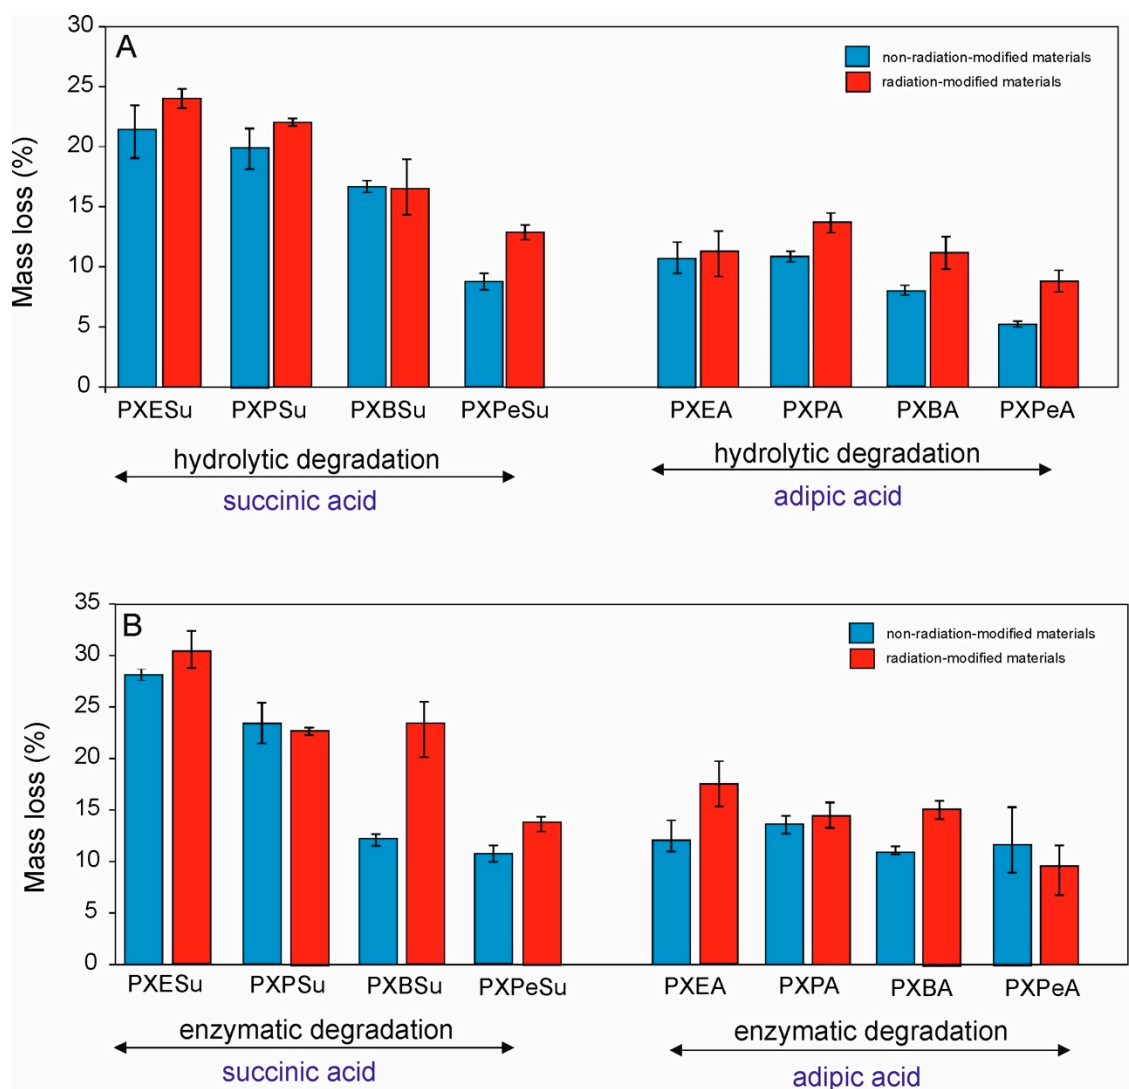 A
30
25
20
15
10
5
0
Mass loss (%)
non-radiation-modified materials
radiation-modified materials
PXESu PXPSu PXBSu PXPeSu PXEA PXPA PXBA PXPeA
hydrolytic degradation hydrolytic degradation
succinic acid adipic acid
B
35
30
25
20
15
10
5
0
Mass loss (%)
non-radiation-modified materials
radiation-modified materials
PXESu PXPSu PXBSu PXPeSu PXEA PXPA PXBA PXPeA
enzymatic degradation enzymatic degradation
succinic acid adipic acid